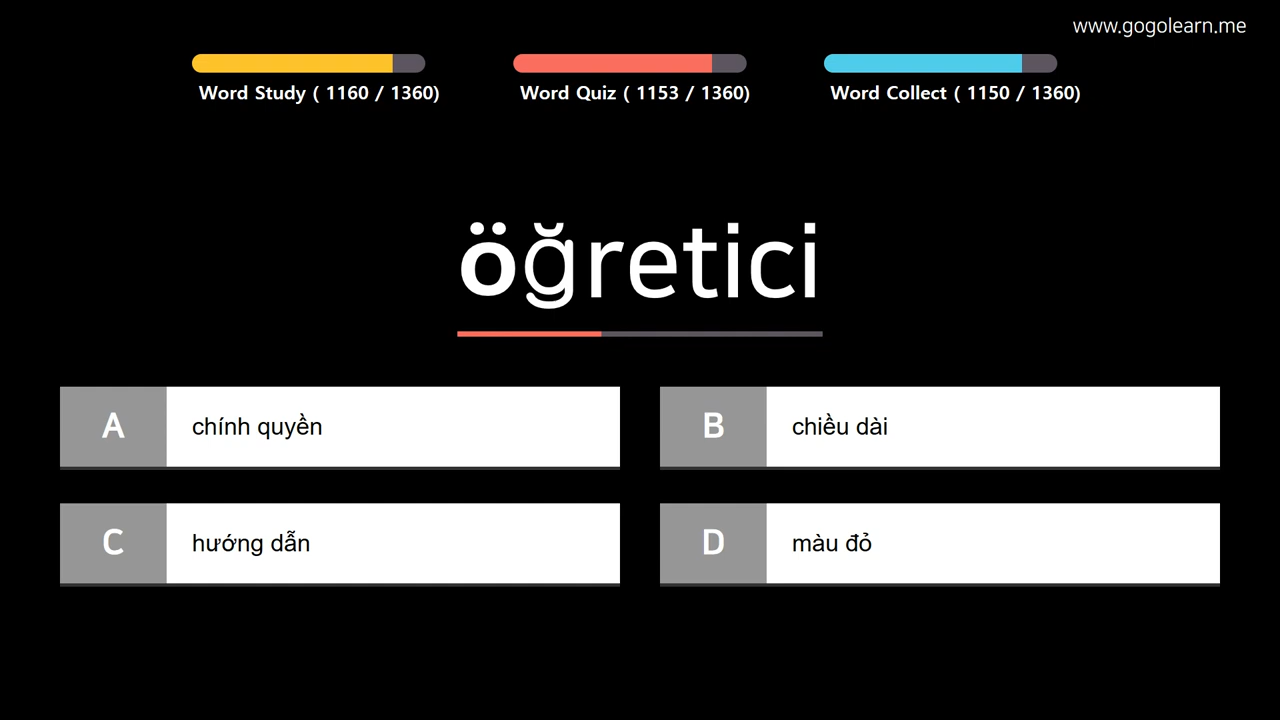 www.gogolearn.me
Word Study ( 1160 / 1360)
Word Quiz ( 1153 / 1360)
Word Collect ( 1150 / 1360)
öğretici
A chính quyền
B chiều dài
C hướng dẫn
D màu đỏ